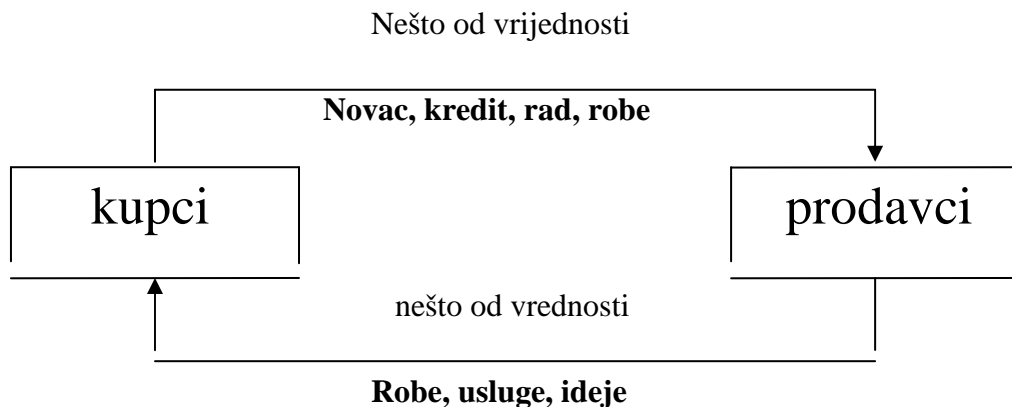 Nešto od vrijednosti
Novac, kredit, rad, robe
kupci
prodavci
nešto od vrednosti
Robe, usluge, ideje